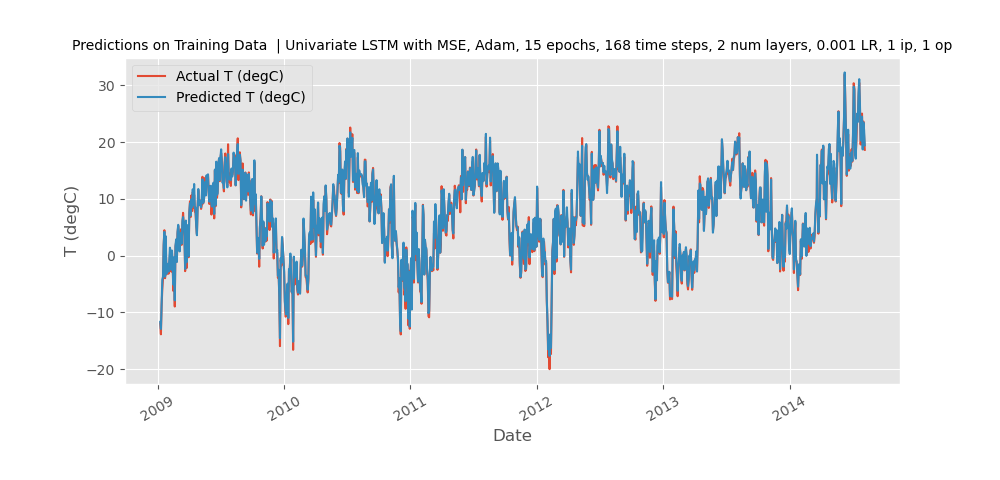 Predictions on Training Data  | Univariate LSTM with MSE, Adam, 15 epochs, 168 time steps, 2 num layers, 0.001 LR, 1 ip, 1 op
Actual T (degC)
Predicted T (degC)
30
20
10
0
−10
−20
T (degC)
2009
2010
2011
2012
2013
2014
Date